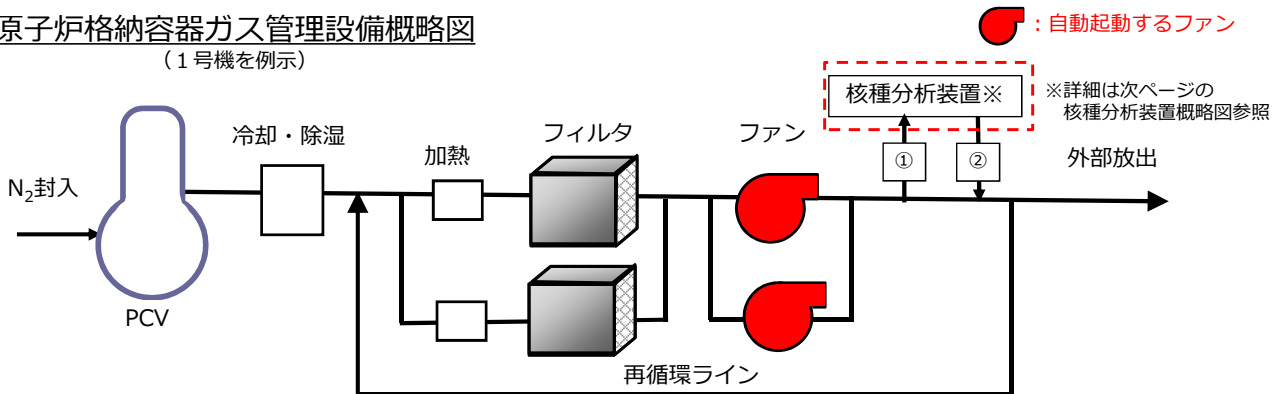 原子炉格納容器ガス管理設備概略図
（１号機を例示）
：自動起動するファン
核種分析装置※
※詳細は次ページの
核種分析装置概略図参照
冷却・除湿
加熱
フィルタ
ファン
①
②
外部放出
N2封入
PCV
再循環ライン